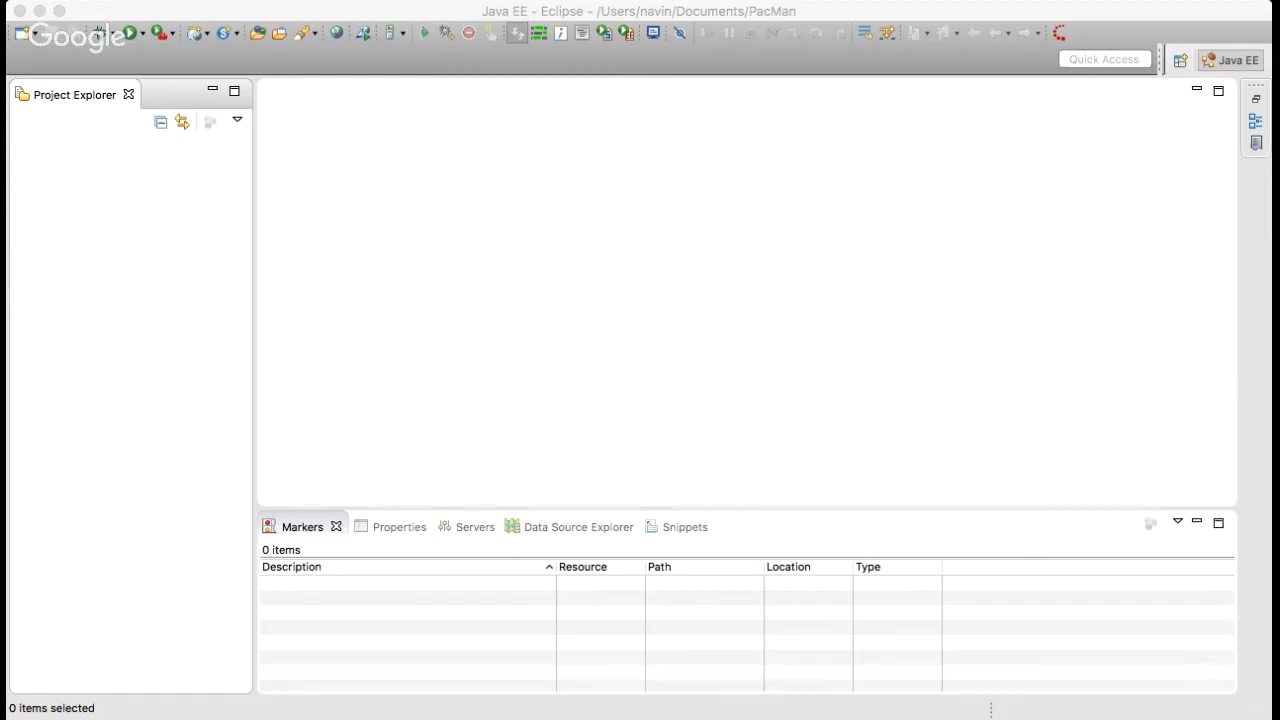 Java EE - Eclipse - /Users/navin/Documents/PacMan
Google
Quick Access
Java EE
Project Explorer
Markers
Properties
Servers
Data Source Explorer
Snippets
0 items
Description
Resource
Path
Location
Type
0 items selected